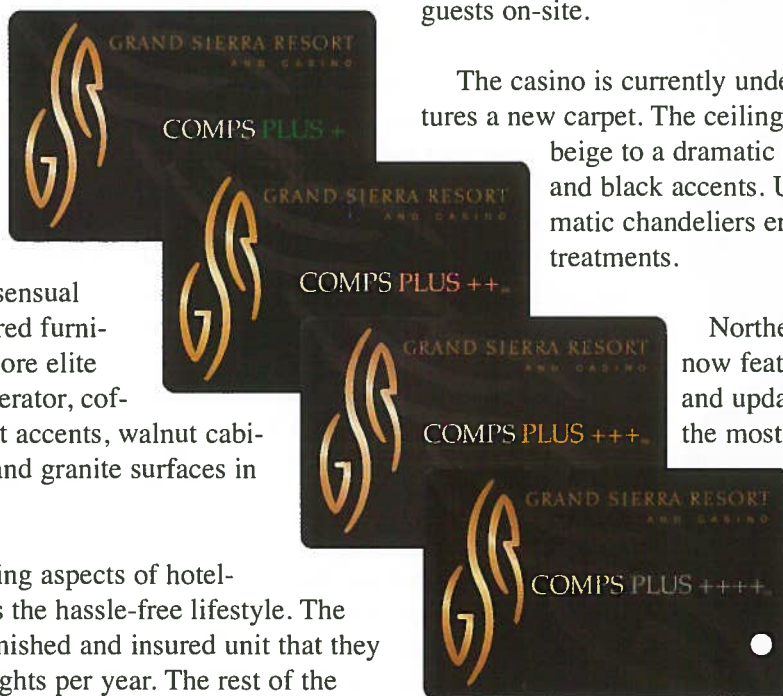 guests on-site.
The casino is currently unde
tures a new carpet. The ceiling
beige to a dramatic
and black accents. U
matic chandeliers en
treatments.
Northe
now feat
and upda
the most
sensual
red furni-
ore elite
erator, cof-
t accents, walnut cabi-
and granite surfaces in
ing aspects of hotel-
s the hassle-free lifestyle. The
nished and insured unit that they
ghts per year. The rest of the
GSR
GRAND SIERRA RESORT
AND CASINO
COMPS PLUS +
GSR
GRAND SIERRA RESORT
AND CASINO
COMPS PLUS ++
GSR
GRAND SIERRA RESORT
AND CASINO
COMPS PLUS +++
GSR
GRAND SIERRA RESORT
AND CASINO
COMPS PLUS ++++